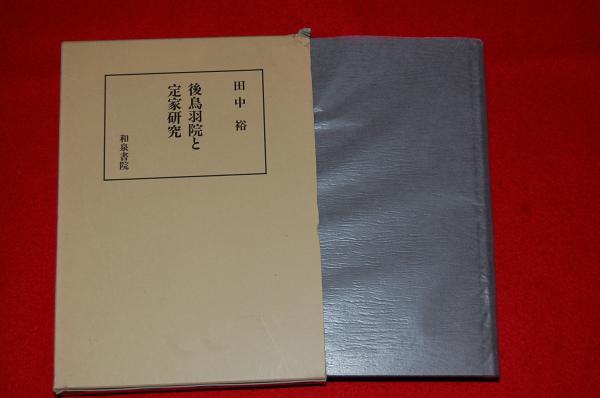 田中裕
後鳥羽院と
定家研究
和泉書院